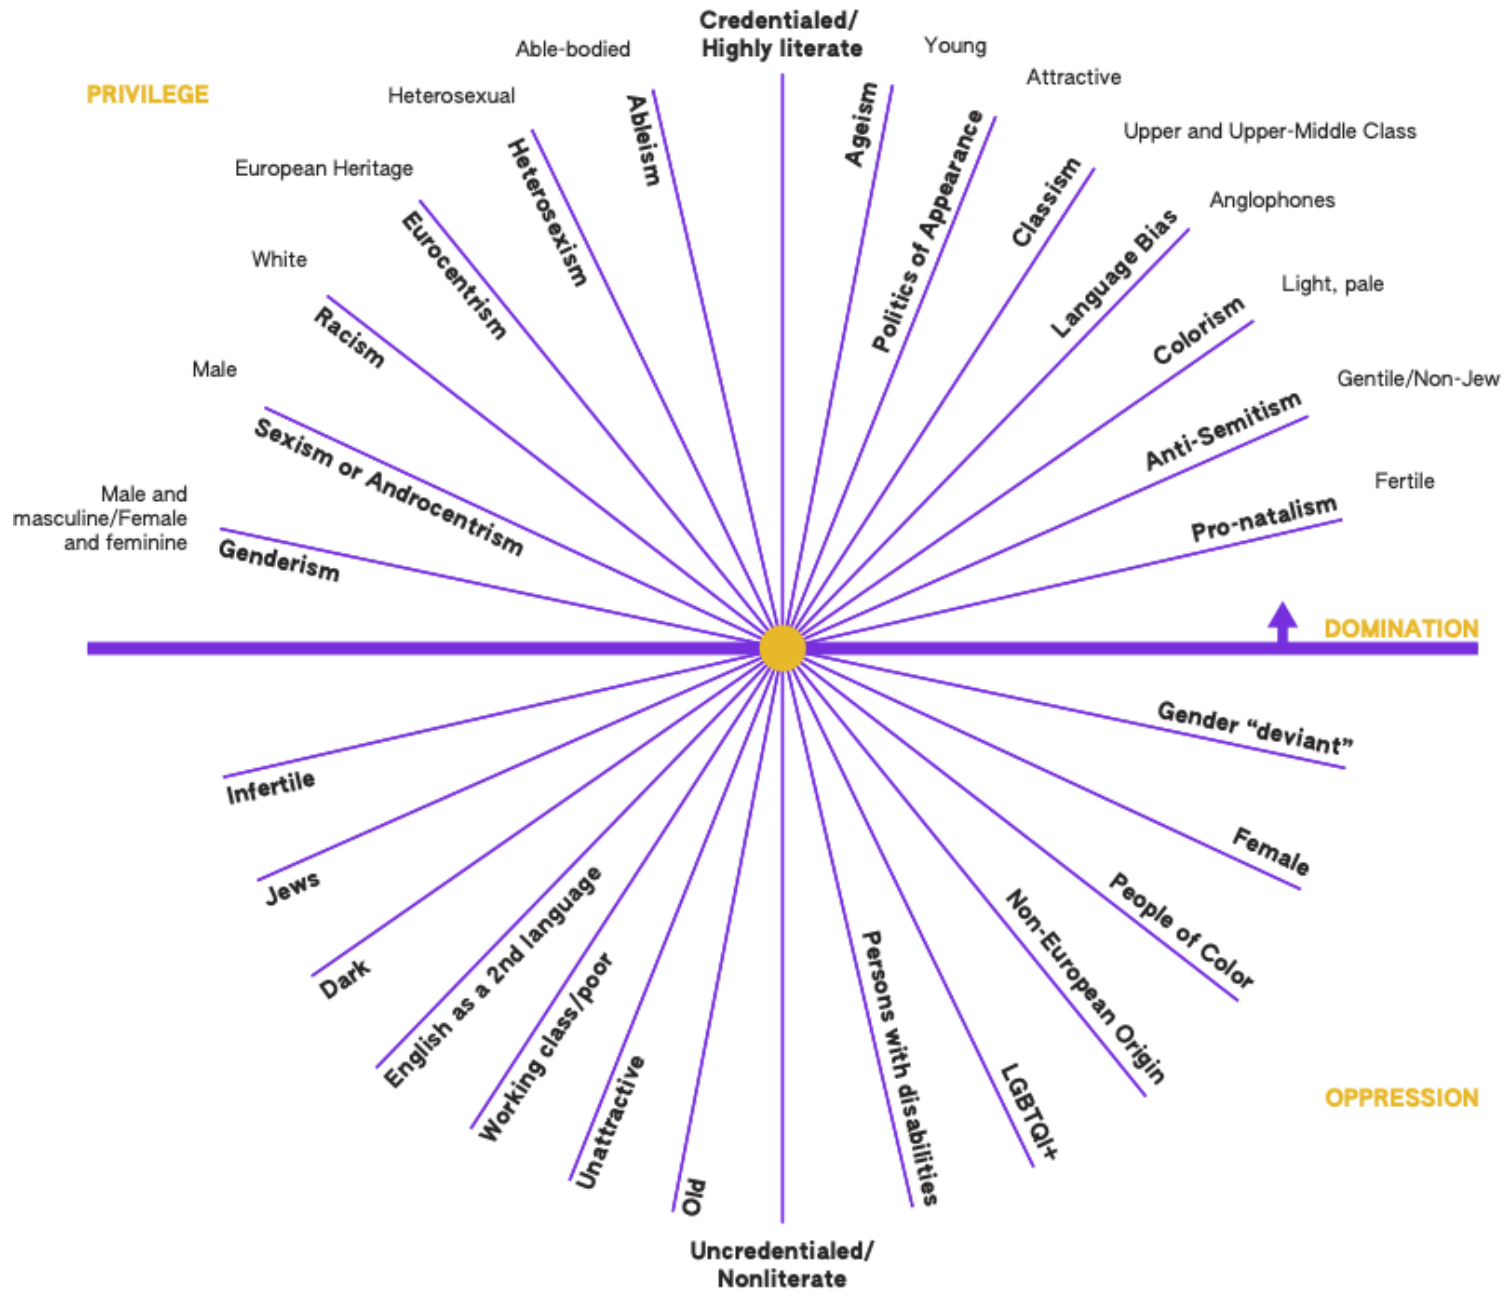 Credentialed/
Highly literate
Able-bodied
Young
PRIVILEGE
Heterosexual
Attractive
Ableism
Ageism
Upper and Upper-Middle Class
European Heritage
Heterosexism
Politics of Appearance
Classism
Anglophones
White
Eurocentrism
Language Bias
Light, pale
Racism
Colorism
Male
Gentile/Non-Jew
Sexism or Androcentrism
Anti-Semitism
Male and
masculine/Female
and feminine
Fertile
Genderism
Pro-natalism
DOMINATION
Gender “deviant”
Infertile
Female
Jews
People of Color
Dark
Non-European Origin
English as a 2nd language
Working class/poor
Persons with disabilities
Unattractive
LGBTQI+
OPPRESSION
Old
Uncredentialed/
Nonliterate